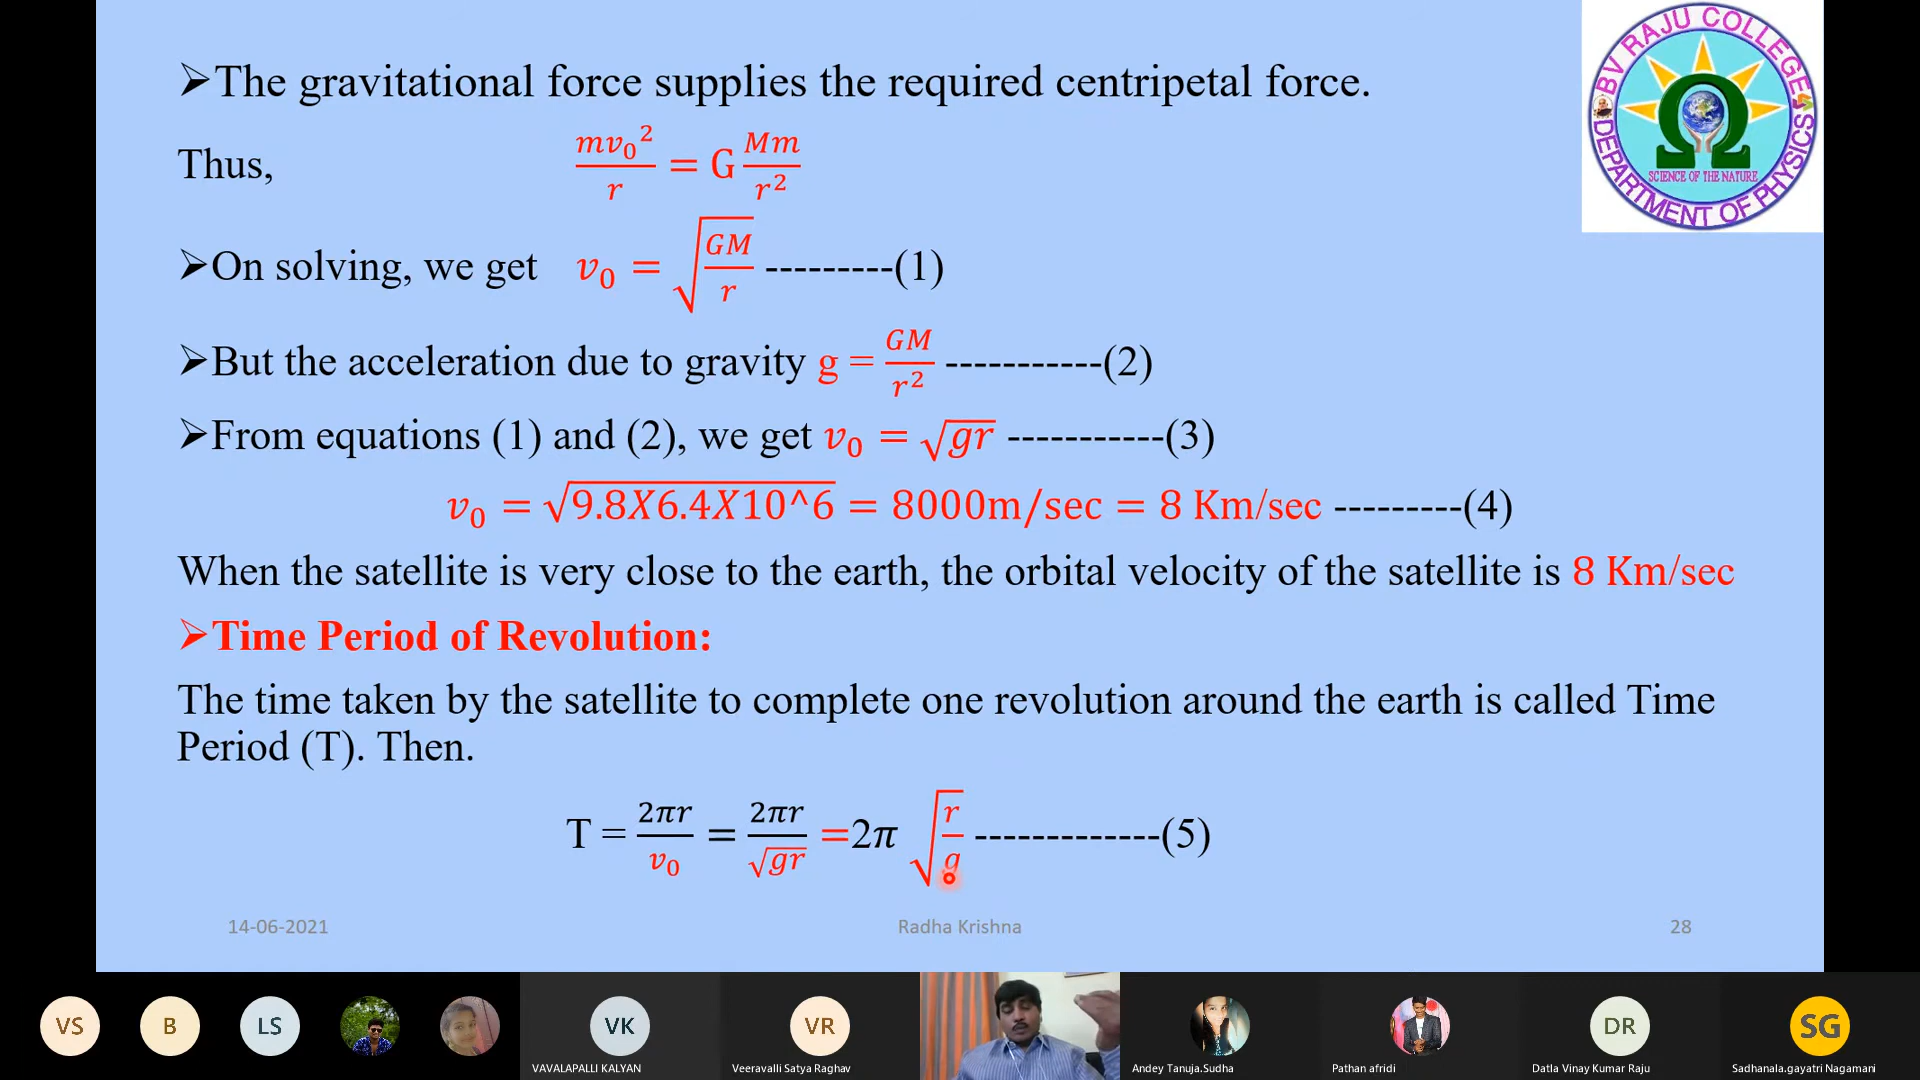 ➢The gravitational force supplies the required centripetal force.
Thus, mv₀²/r = G Mm/r²
➢On solving, we get v₀ = √(GM/r) ---------(1)
➢But the acceleration due to gravity g = GM/r² -----------(2)
➢From equations (1) and (2), we get v₀ = √gr -----------(3)
v₀ = √9.8X6.4X10^6 = 8000m/sec = 8 Km/sec ---------(4)
When the satellite is very close to the earth, the orbital velocity of the satellite is 8 Km/sec
➢Time Period of Revolution:
The time taken by the satellite to complete one revolution around the earth is called Time
Period (T). Then.
T = 2πr/v₀ = 2πr/√gr =2π √(r/g) -------------(5)
14-06-2021 Radha Krishna 28
BV RAJU COLLEGE
SCIENCE OF THE NATURE
DEPARTMENT OF PHYSICS
VS B LS VK VR DR SG
VAVALAPALLI KALYAN Veeravalli Satya Raghav Andey Tanuja.Sudha Pathan afridi Datla Vinay Kumar Raju Sadhanala.gayatri Nagamani